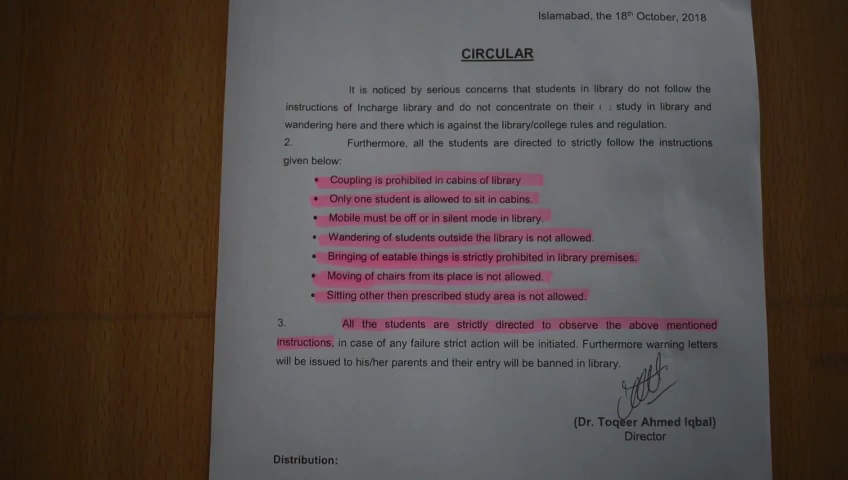 Islamabad, the 18th October, 2018
CIRCULAR
It is noticed by serious concerns that students in library do not follow the
instructions of Incharge library and do not concentrate on their study in library and
wandering here and there which is against the library/college rules and regulation.
2. Furthermore, all the students are directed to strictly follow the instructions
given below:
• Coupling is prohibited in cabins of library
• Only one student is allowed to sit in cabins.
• Mobile must be off or in silent mode in library.
• Wandering of students outside the library is not allowed.
• Bringing of eatable things is strictly prohibited in library premises.
• Moving of chairs from its place is not allowed.
• Sitting other then prescribed study area is not allowed.
3. All the students are strictly directed to observe the above mentioned
instructions, in case of any failure strict action will be initiated. Furthermore warning letters
will be issued to his/her parents and their entry will be banned in library.
(Dr. Toqeer Ahmed Iqbal)
Director
Distribution: